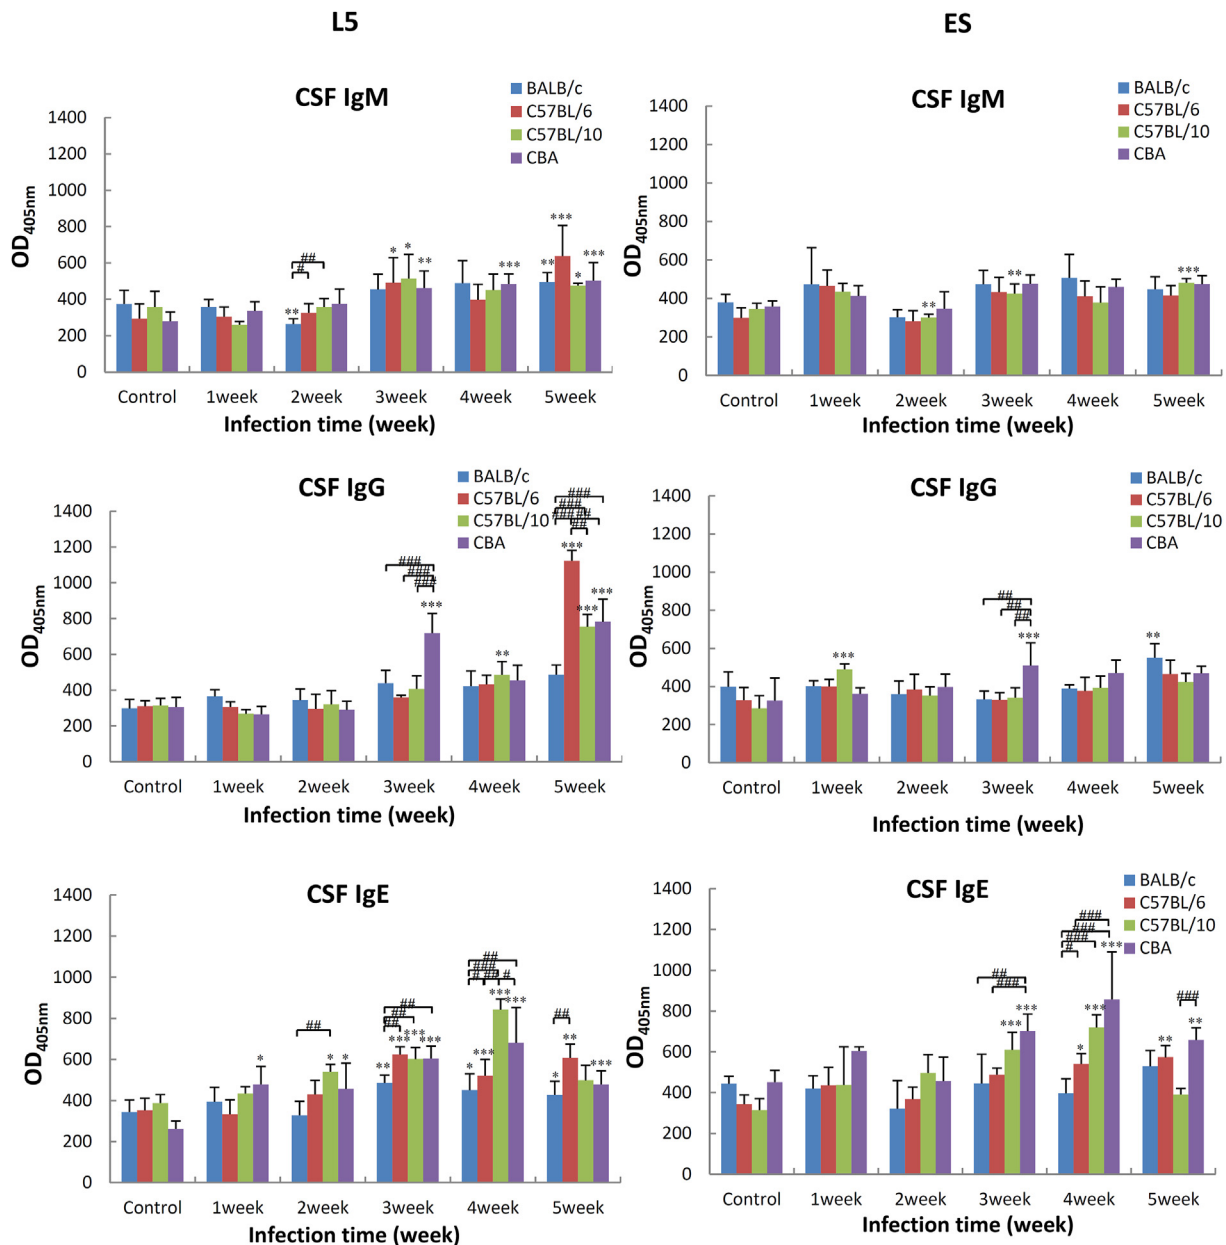 L5
ES
CSF IgM
BALB/c
C57BL/6
C57BL/10
CBA
OD405nm
1400
1200
1000
800
600
400
200
0
** # ## * * ** *** ** *** * ***
Control 1week 2week 3week 4week 5week
Infection time (week)
CSF IgM
BALB/c
C57BL/6
C57BL/10
CBA
OD405nm
1400
1200
1000
800
600
400
200
0
** ** ***
Control 1week 2week 3week 4week 5week
Infection time (week)
CSF IgG
BALB/c
C57BL/6
C57BL/10
CBA
OD405nm
1400
1200
1000
800
600
400
200
0
###
###
###
***
**
###
###
### ##
##
***
*** ***
Control 1week 2week 3week 4week 5week
Infection time (week)
CSF IgG
BALB/c
C57BL/6
C57BL/10
CBA
OD405nm
1400
1200
1000
800
600
400
200
0
***
##
##
##
***
**
Control 1week 2week 3week 4week 5week
Infection time (week)
CSF IgE
OD405nm
1400
1200
1000
800
600
400
200
0
*
##
* *
##
##
##
** *** *** ***
##
###
# ## #
* *** *** ***
##
* ** ***
Control 1week 2week 3week 4week 5week
Infection time (week)
CSF IgE
BALB/c
C57BL/6
C57BL/10
CBA
OD405nm
1400
1200
1000
800
600
400
200
0
##
###
*** ***
###
###
###
#
* *** ***
###
** **
Control 1week 2week 3week 4week 5week
Infection time (week)